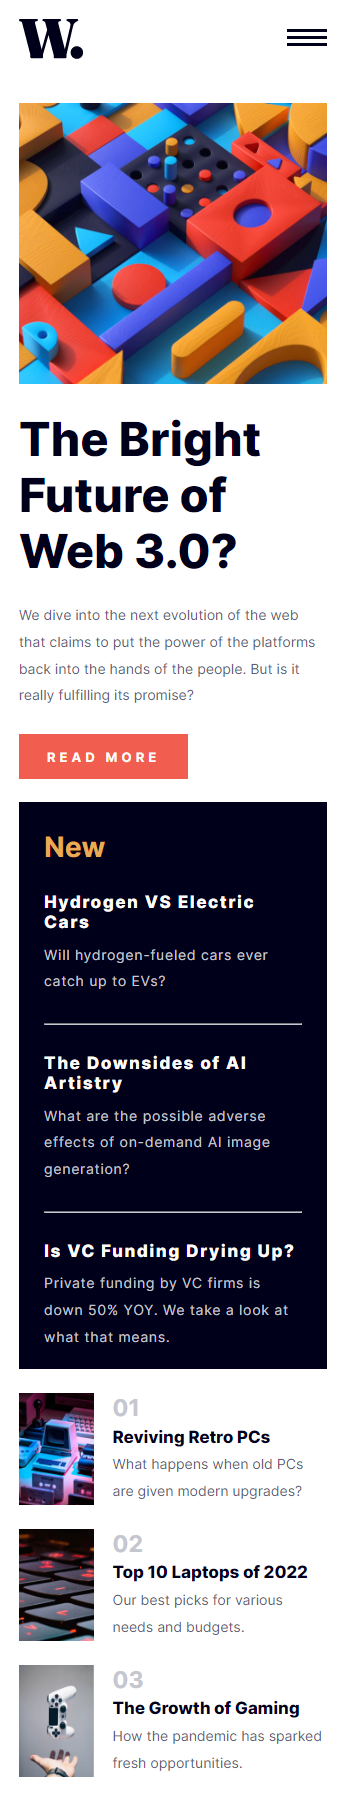 W.
The Bright
Future of
Web 3.0?
We dive into the next evolution of the web
that claims to put the power of the platforms
back into the hands of the people. But is it
really fulfilling its promise?
READ MORE
New
Hydrogen VS Electric
Cars
Will hydrogen-fueled cars ever
catch up to EVs?
The Downsides of AI
Artistry
What are the possible adverse
effects of on-demand AI image
generation?
Is VC Funding Drying Up?
Private funding by VC firms is
down 50% YOY. We take a look at
what that means.
01
Reviving Retro PCs
What happens when old PCs
are given modern upgrades?
02
Top 10 Laptops of 2022
Our best picks for various
needs and budgets.
03
The Growth of Gaming
How the pandemic has sparked
fresh opportunities.